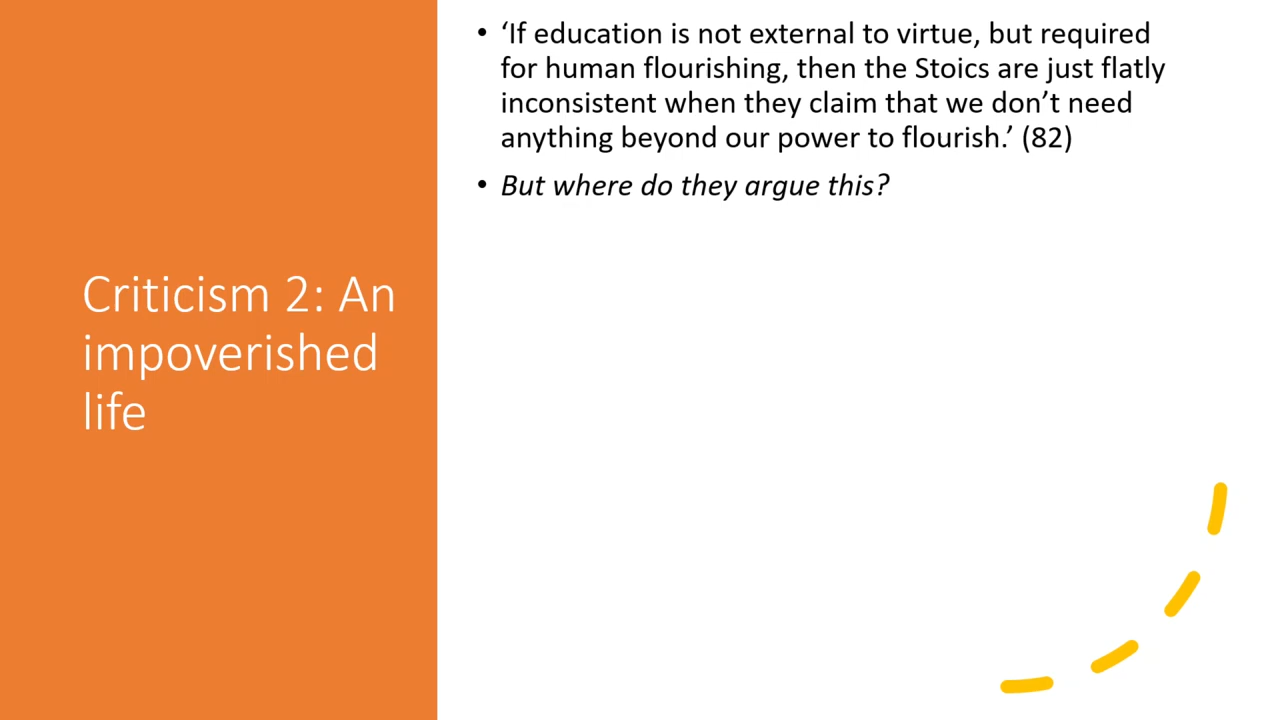 Criticism 2: An
impoverished
life
• ‘If education is not external to virtue, but required
for human flourishing, then the Stoics are just flatly
inconsistent when they claim that we don’t need
anything beyond our power to flourish.’ (82)
• But where do they argue this?